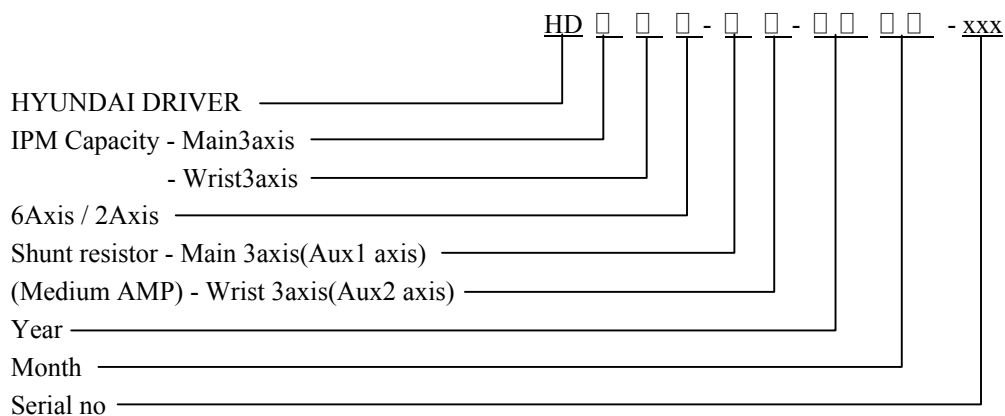 HD □ □ □ - □ □ - □□ □□ - xxx
HYUNDAI DRIVER
IPM Capacity - Main3axis
- Wrist3axis
6Axis / 2Axis
Shunt resistor - Main 3axis(Aux1 axis)
(Medium AMP) - Wrist 3axis(Aux2 axis)
Year
Month
Serial no